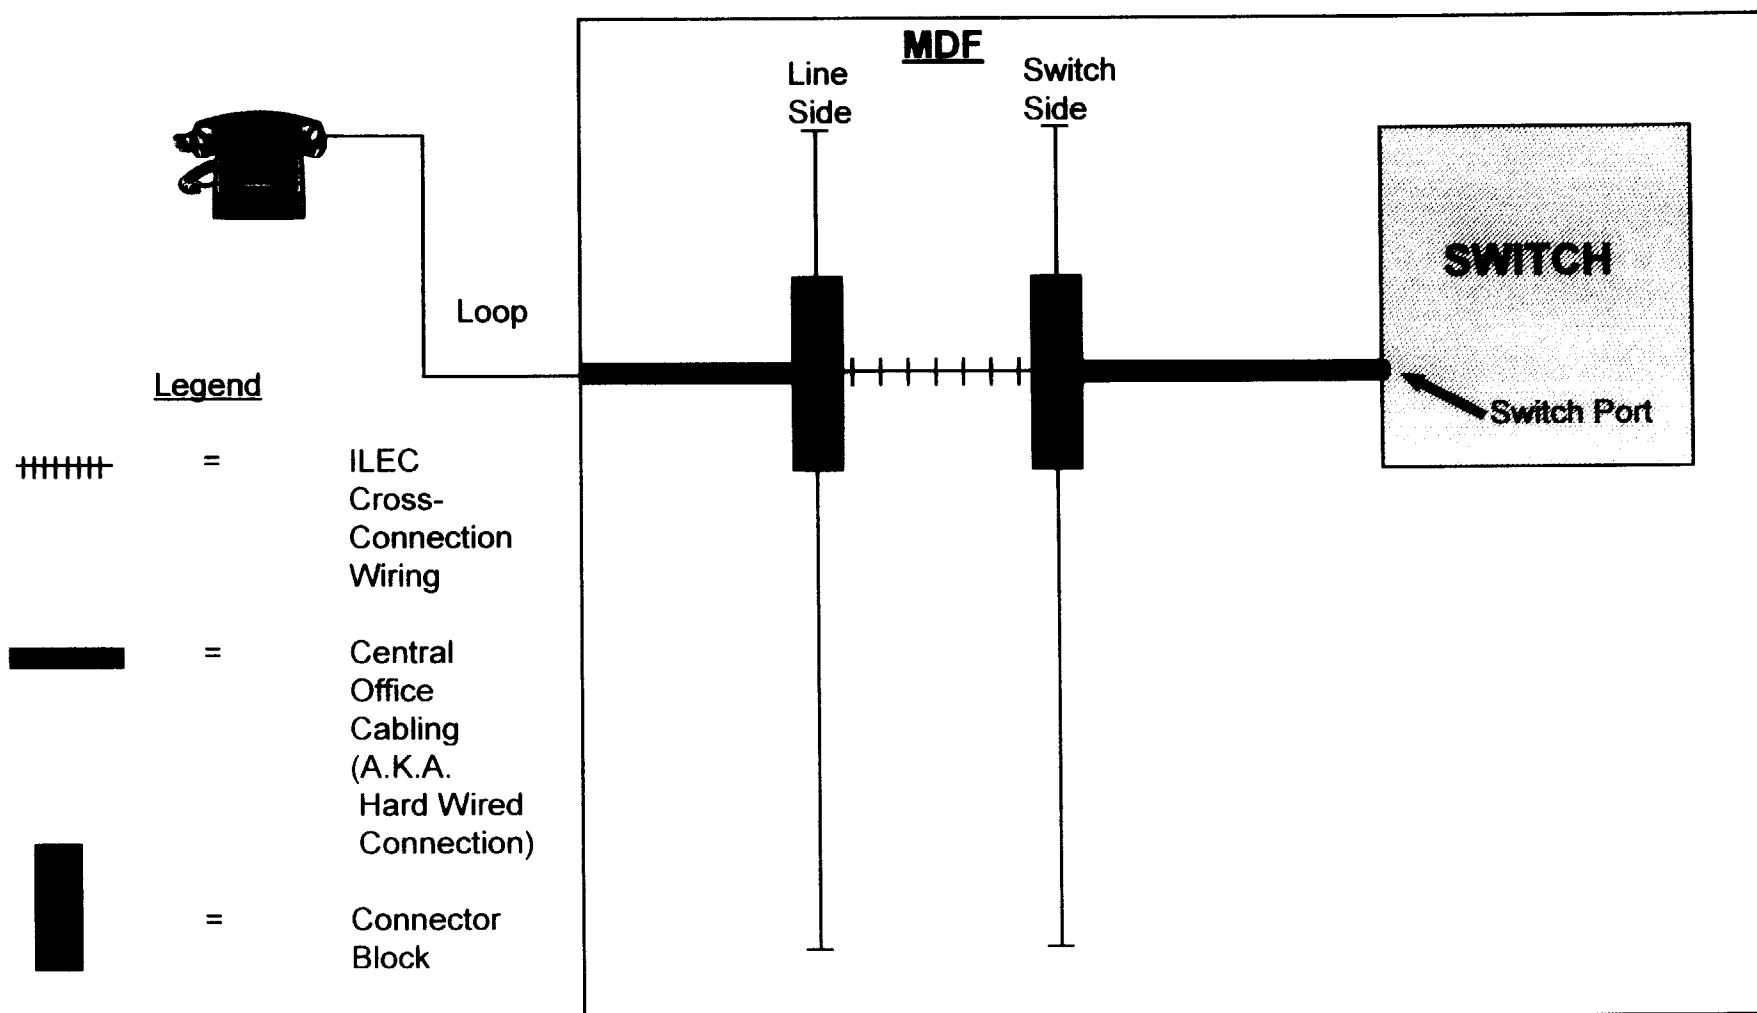 MDF
Line
Side
Switch
Side
SWITCH
Loop
Switch Port
Legend
= ILEC
Cross-
Connection
Wiring
= Central
Office
Cabling
(A.K.A.
Hard Wired
Connection)
= Connector
Block